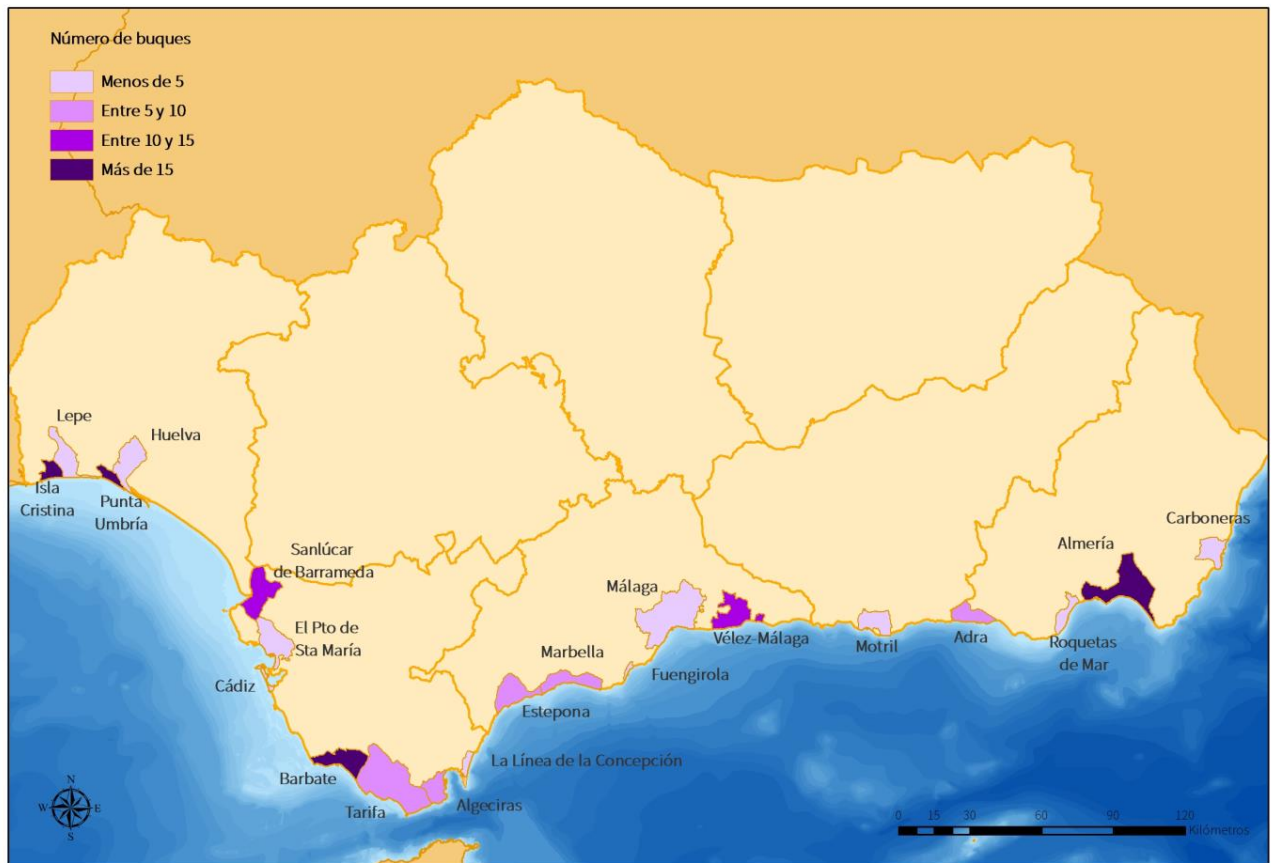 Número de buques
Menos de 5
Entre 5 y 10
Entre 10 y 15
Más de 15
Lepe
Huelva
Isla
Cristina
Punta
Umbría
Sanlúcar
de Barrameda
El Pto de
Sta María
Cádiz
Barbate
Tarifa
Algeciras
La Línea de la Concepción
Estepona
Marbella
Fuengirola
Málaga
Vélez-Málaga
Motril
Adra
Roquetas
de Mar
Almería
Carboneras
N
W E
S
0 15 30 60 90 120
Kilómetros